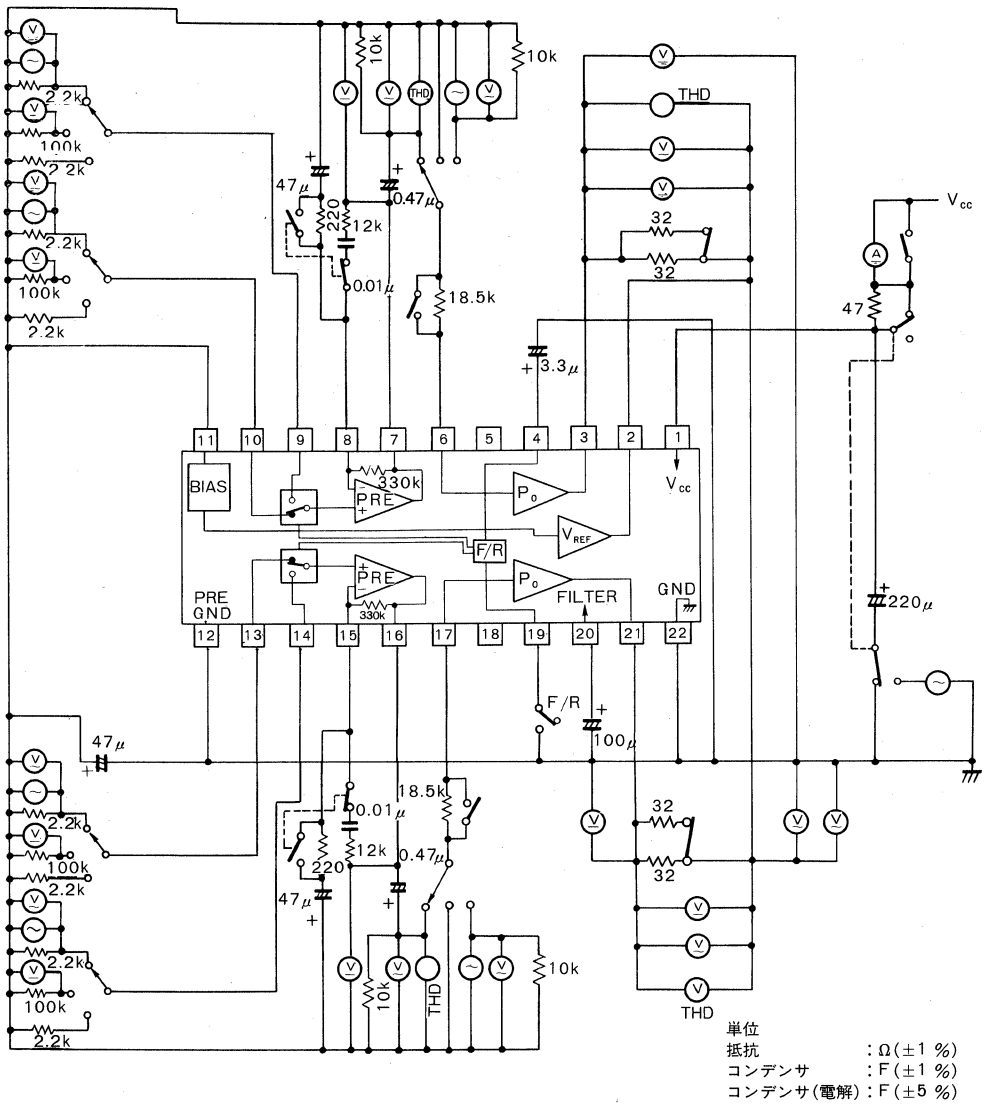 V
~
2.2k
V
100k
2.2k
V
~
2.2k
V
100k
2.2k
+
47μ
220
V
12k
0.01μ
10k
V
THD
~
V
10k
+
0.47μ
18.5k
+
3.3μ
V
THD
V
V
32
32
Vcc
A
47
11
10
9
8
7
6
5
4
3
2
1
BIAS
330k
−
PRE
+
Po
Vcc
VREF
F/R
+
PRE
−
330k
Po
FILTER
GND
PRE
GND
12
13
14
15
16
17
18
19
20
21
22
+
220μ
~
F/R
+
100μ
47μ
+
V
~
2.2k
V
100k
2.2k
V
~
2.2k
V
100k
2.2k
0.01μ
12k
220
47μ
+
18.5k
0.47μ
+
V
10k
V
THD
~
V
10k
V
32
32
V
V
V
V
V
THD
単位
抵抗 : Ω(±1 %)
コンデンサ : F(±1 %)
コンデンサ(電解) : F(±5 %)